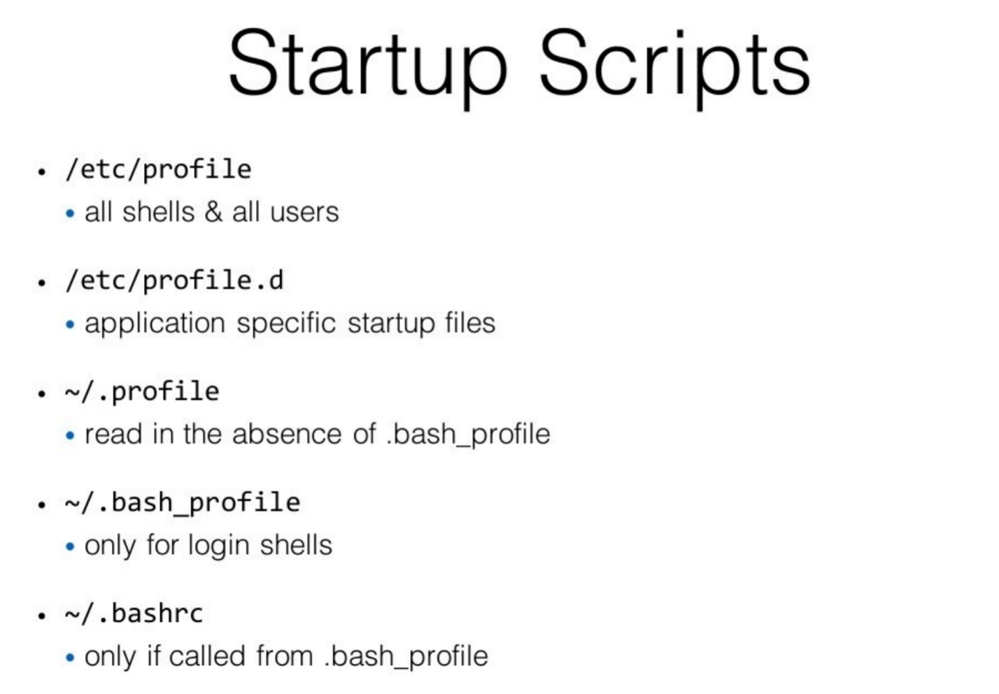 Startup Scripts
• /etc/profile
• all shells & all users
• /etc/profile.d
• application specific startup files
• ~/.profile
• read in the absence of .bash_profile
• ~/.bash_profile
• only for login shells
• ~/.bashrc
• only if called from .bash_profile